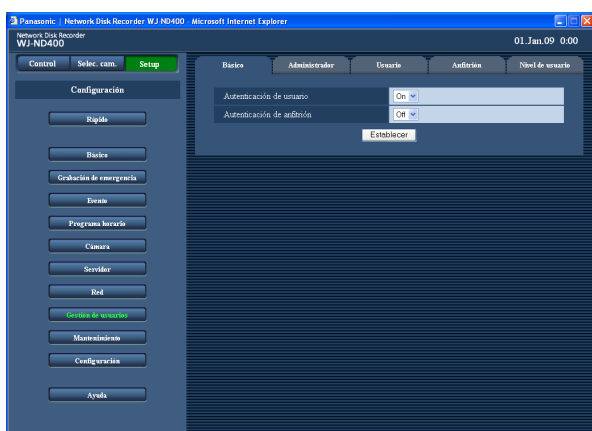 Panasonic | Network Disk Recorder WJ-ND400 - Microsoft Internet Explorer
Network Disk Recorder
WJ-ND400
01.Jan.09 0:00
Control Selec. cam. Setup
Configuración
Rápido
Básico
Grabación de emergencia
Evento
Programa horario
Cámara
Servidor
Red
Gestión de usuarios
Mantenimiento
Configuración
Ayuda
Básico Administrador Usuario Anfitrión Nivel de usuario
Autenticación de usuario On
Autenticación de anfitrión Off
Establecer